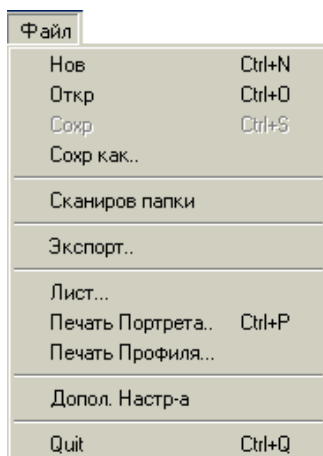 Файл
Нов Ctrl+N
Откр Ctrl+O
Сохр Ctrl+S
Сохр как..
Сканиров папки
Экспорт..
Лист...
Печать Портрета.. Ctrl+P
Печать Профиля...
Допол. Настр-а
Quit Ctrl+Q